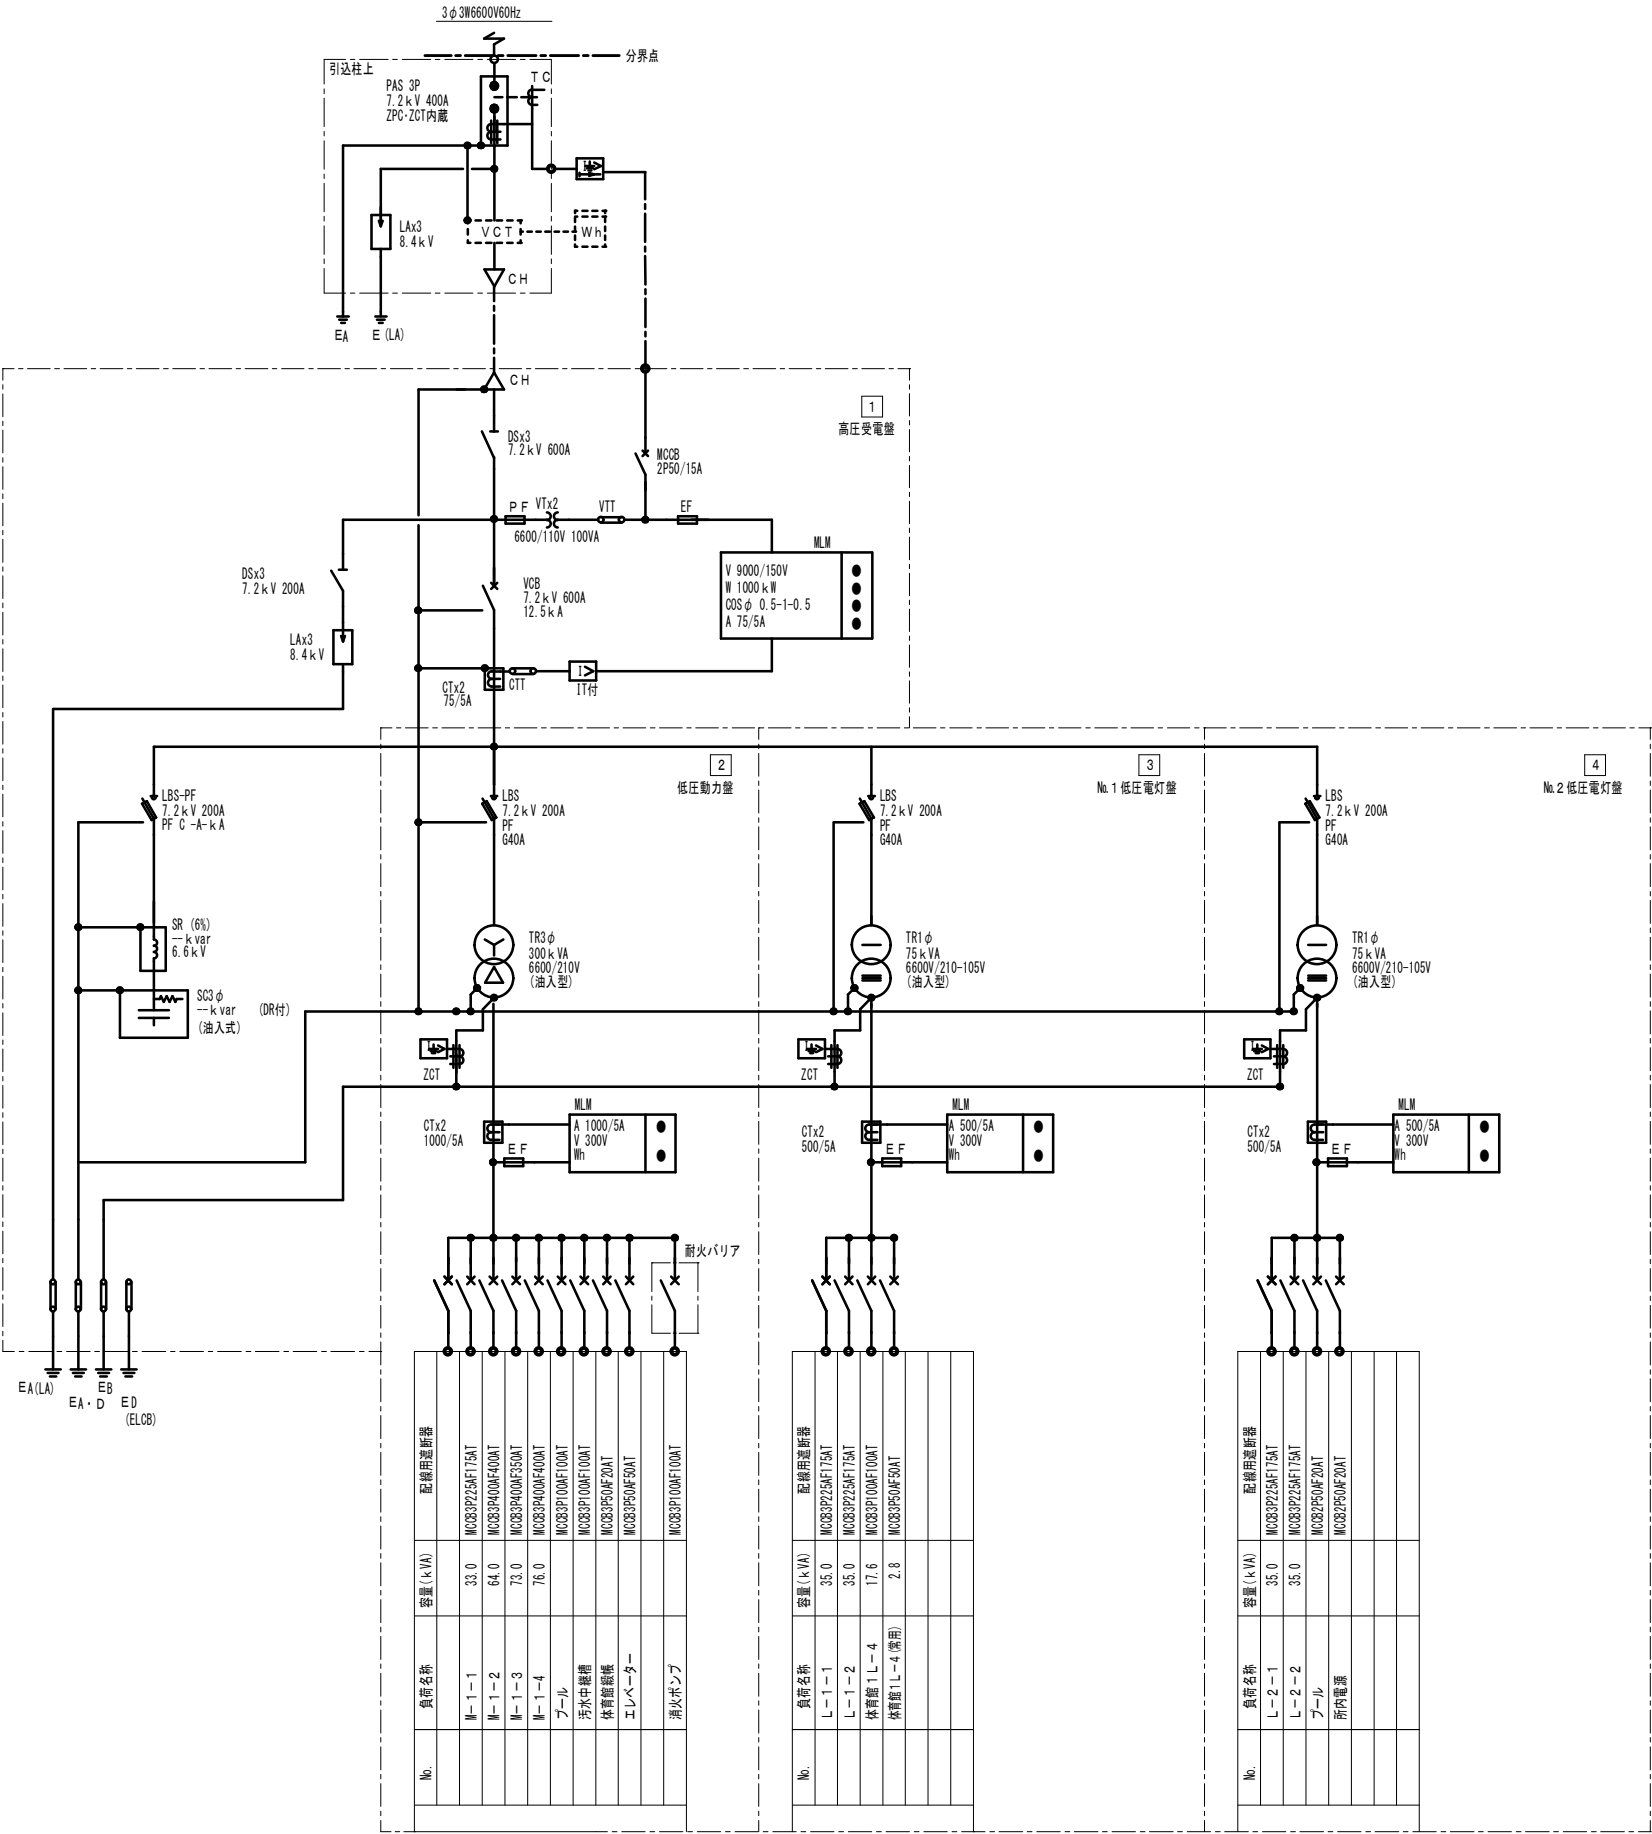 3φ3W6600V60Hz
分界点
引込柱上
PAS 3P
7.2kV 400A
ZPC・ZCT内蔵
TC
I
LAx3
8.4kV
VCT
Wh
CH
EA
E(LA)
CH
1
高圧受電盤
DSx3
7.2kV 600A
MCCB
2P50/15A
PF
VTx2
VTT
EF
6600/110V 100VA
MLM
V 9000/150V
W 1000kW
COSφ 0.5-1-0.5
A 75/5A
DSx3
7.2kV 200A
VCB
7.2kV 600A
12.5kA
LAx3
8.4kV
CTx2
75/5A
CTT
I>
IT付
2
低圧動力盤
3
No.1 低圧電灯盤
4
No.2 低圧電灯盤
LBS-PF
7.2kV 200A
PF C -A-kA
LBS
7.2kV 200A
PF
G40A
LBS
7.2kV 200A
PF
G40A
LBS
7.2kV 200A
PF
G40A
SR (6%)
--kvar
6.6kV
SC3φ
--kvar (DR付)
(油入式)
TR3φ
300kVA
6600/210V
(油入型)
TR1φ
75kVA
6600V/210-105V
(油入型)
TR1φ
75kVA
6600V/210-105V
(油入型)
ZCT
ZCT
ZCT
CTx2
1000/5A
MLM
A 1000/5A
V 300V
Wh
EF
CTx2
500/5A
MLM
A 500/5A
V 300V
Wh
EF
CTx2
500/5A
MLM
A 500/5A
V 300V
Wh
EF
耐火バリア
EA(LA)
EA・D
EB
ED
(ELCB)
No. 負荷名称 容量(kVA) 配線用遮断器
M-1-1 33.0 MCCB3P225AF175AT
M-1-2 64.0 MCCB3P400AF400AT
M-1-3 73.0 MCCB3P400AF350AT
M-1-4 76.0 MCCB3P400AF400AT
プール MCCB3P100AF100AT
汚水中継槽 MCCB3P100AF100AT
体育館緞帳 MCCB3P50AF20AT
エレベーター MCCB3P50AF50AT
消火ポンプ MCCB3P100AF100AT
No. 負荷名称 容量(kVA) 配線用遮断器
L-1-1 35.0 MCCB3P225AF175AT
L-1-2 35.0 MCCB3P225AF175AT
体育館1L-4 17.6 MCCB3P100AF100AT
体育館1L-4(常用) 2.8 MCCB3P50AF50AT
No. 負荷名称 容量(kVA) 配線用遮断器
L-2-1 35.0 MCCB3P225AF175AT
L-2-2 35.0 MCCB3P225AF175AT
プール MCCB2P50AF20AT
所内電源 MCCB2P50AF20AT